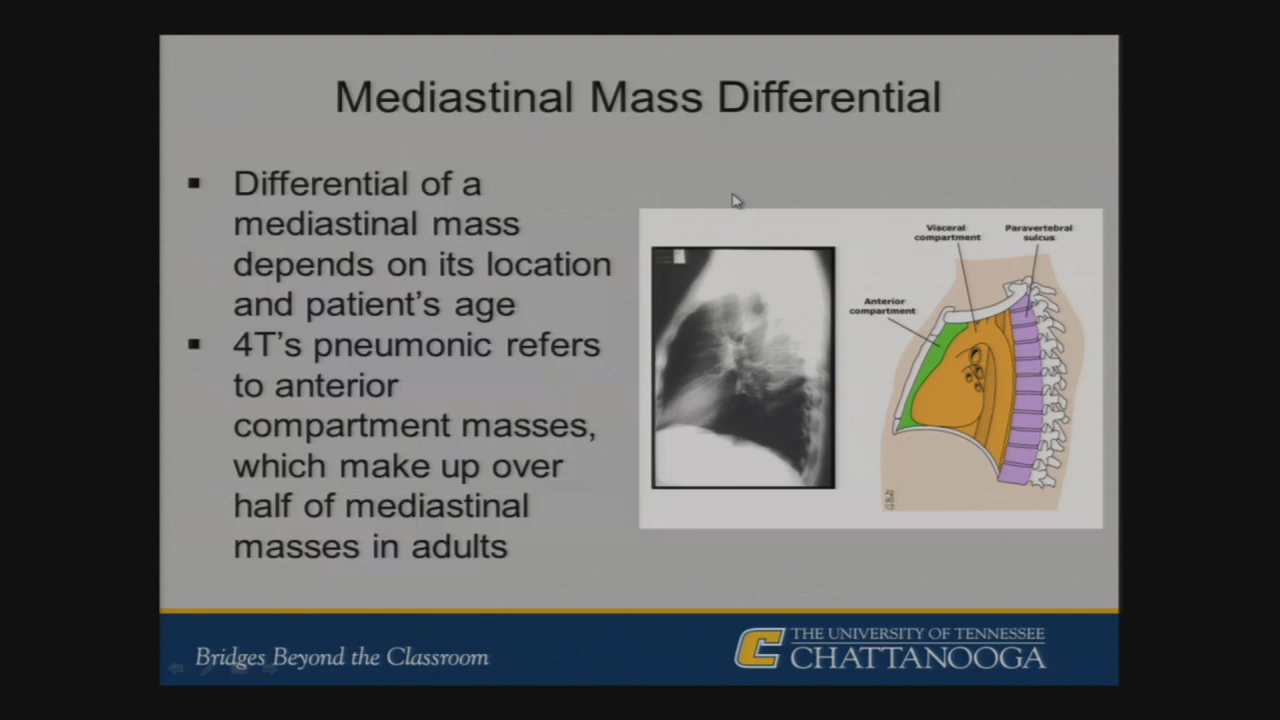 Mediastinal Mass Differential
▪ Differential of a
mediastinal mass
depends on its location
and patient's age
▪ 4T's pneumonic refers
to anterior
compartment masses,
which make up over
half of mediastinal
masses in adults
Visceral
compartment
Paravertebral
sulcus
Anterior
compartment
Bridges Beyond the Classroom
C THE UNIVERSITY OF TENNESSEE
CHATTANOOGA